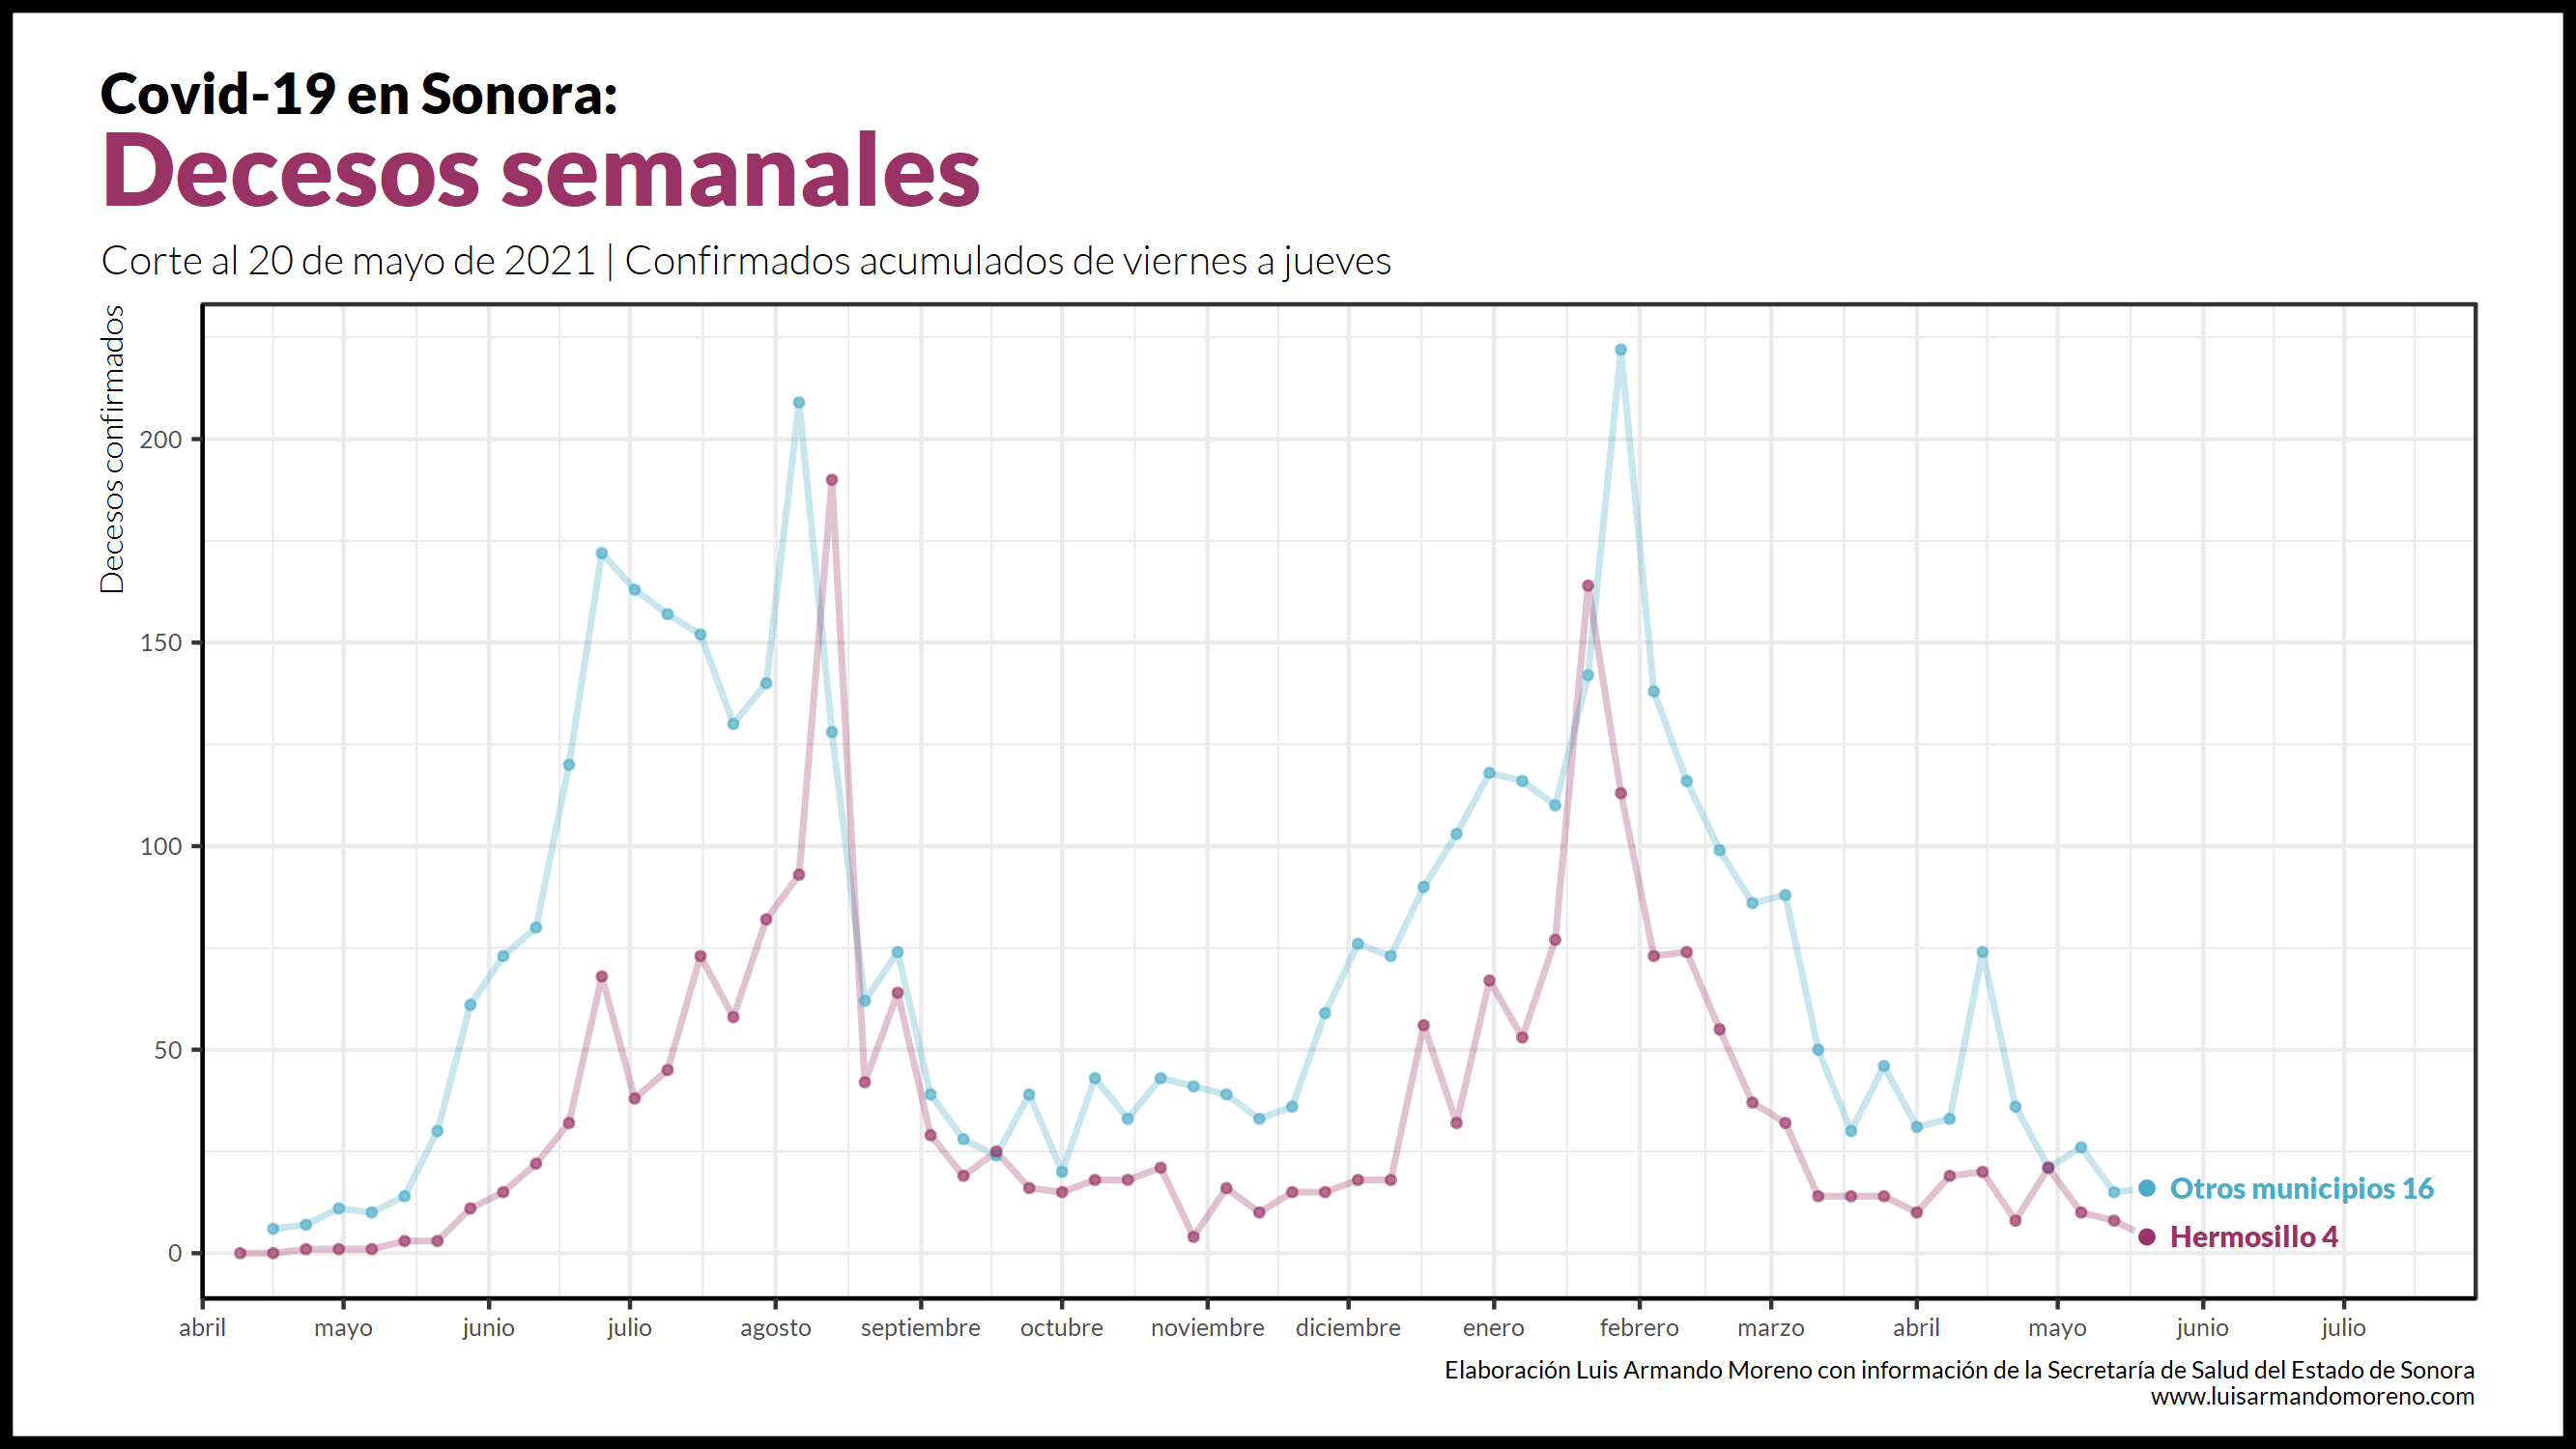 Covid-19 en Sonora:
Decesos semanales
Corte al 20 de mayo de 2021 | Confirmados acumulados de viernes a jueves
Decesos confirmados
200
150
100
50
0
Otros municipios 16
Hermosillo 4
abril mayo junio julio agosto septiembre octubre noviembre diciembre enero febrero marzo abril mayo junio julio
Elaboración Luis Armando Moreno con información de la Secretaría de Salud del Estado de Sonora
www.luisarmandomoreno.com